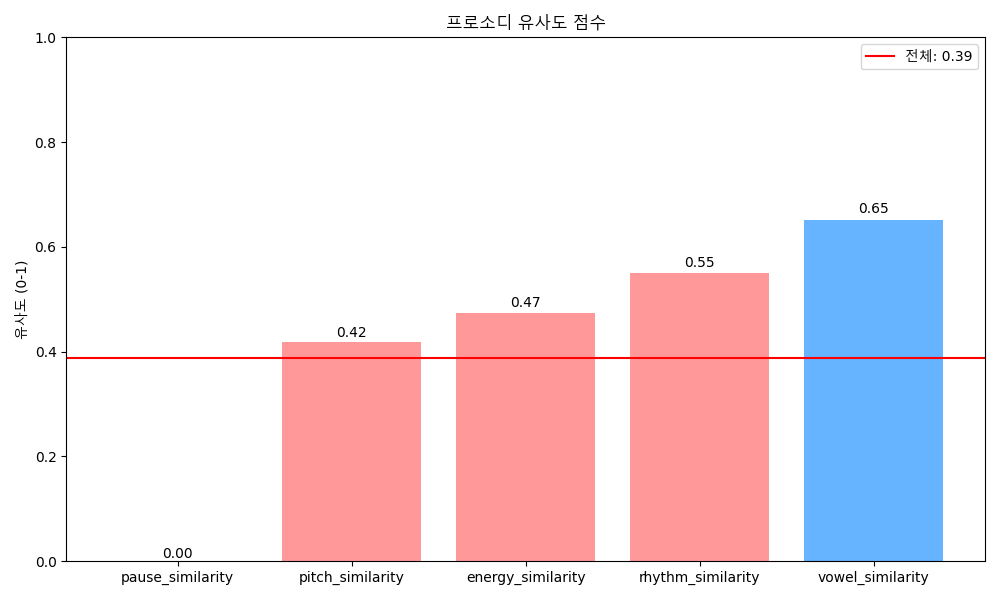 프로소디 유사도 점수
전체: 0.39
유사도 (0-1)
1.0
0.8
0.6
0.4
0.2
0.0
0.00
0.42
0.47
0.55
0.65
pause_similarity
pitch_similarity
energy_similarity
rhythm_similarity
vowel_similarity